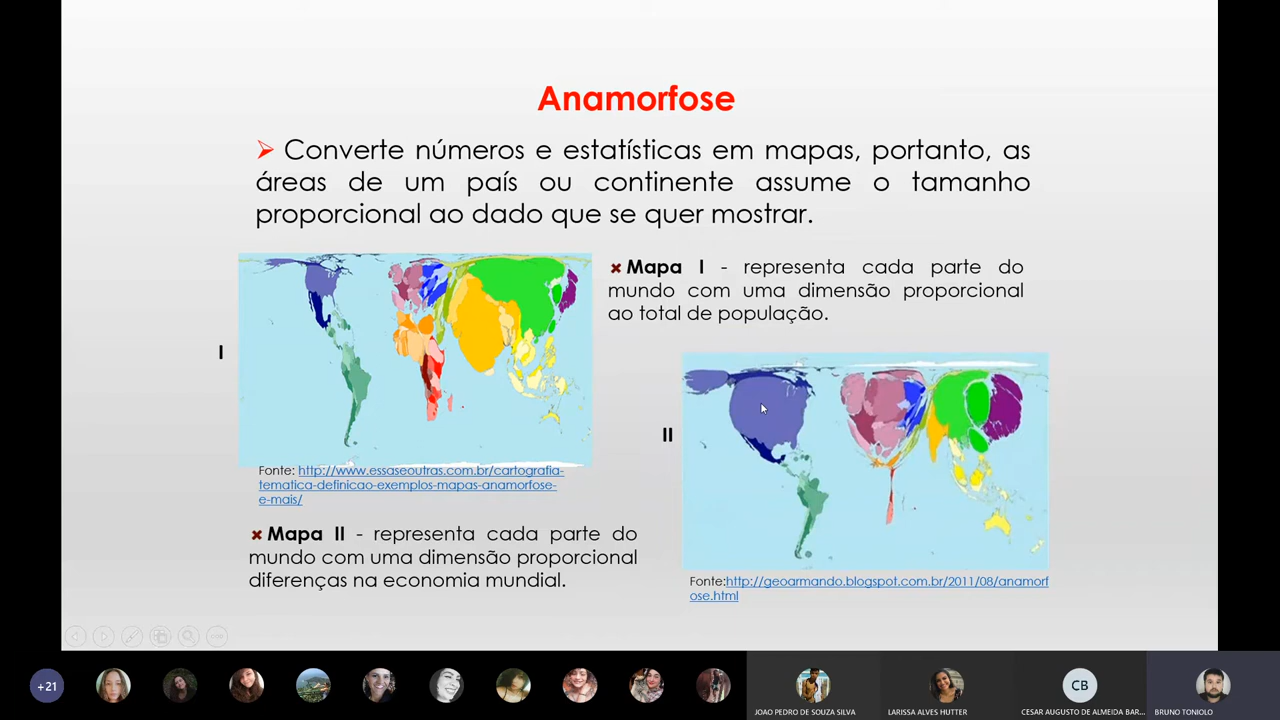 Anamorfose
Converte números e estatísticas em mapas, portanto, as
áreas de um país ou continente assume o tamanho
proporcional ao dado que se quer mostrar.
Mapa I - representa cada parte do
mundo com uma dimensão proporcional
ao total de população.
I
II
Fonte: http://www.essaseoutras.com.br/cartografia-
tematica-definicao-exemplos-mapas-anamorfose-
e-mais/
Mapa II - representa cada parte do
mundo com uma dimensão proporcional
diferenças na economia mundial.
Fonte:http://geoarmando.blogspot.com.br/2011/08/anamorf
ose.html
+21
CB
JOAO PEDRO DE SOUZA SILVA
LARISSA ALVES HUTTER
CESAR AUGUSTO DE ALMEIDA BAR...
BRUNO TONIOLO